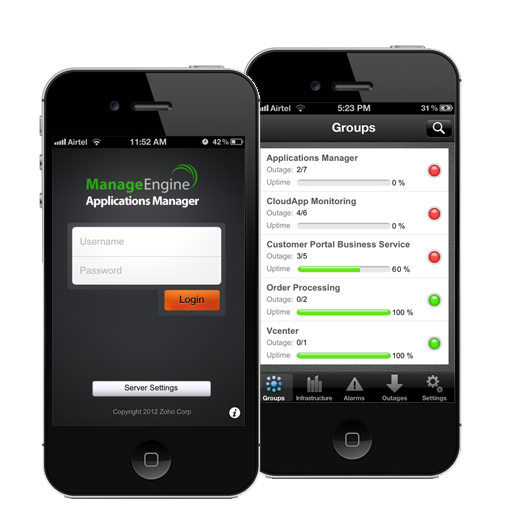 Airtel 11:52 AM 42%
ManageEngine
Applications Manager
Username
Password
Login
Server Settings
Copyright 2012 Zoho Corp
i
Airtel 5:23 PM 31%
Groups
Applications Manager
Outage: 2/7
Uptime 0 %
CloudApp Monitoring
Outage: 4/6
Uptime 0 %
Customer Portal Business Service
Outage: 3/5
Uptime 60 %
Order Processing
Outage: 0/2
Uptime 100 %
Vcenter
Outage: 0/1
Uptime 100 %
Groups Infrastructure Alarms Outages Settings